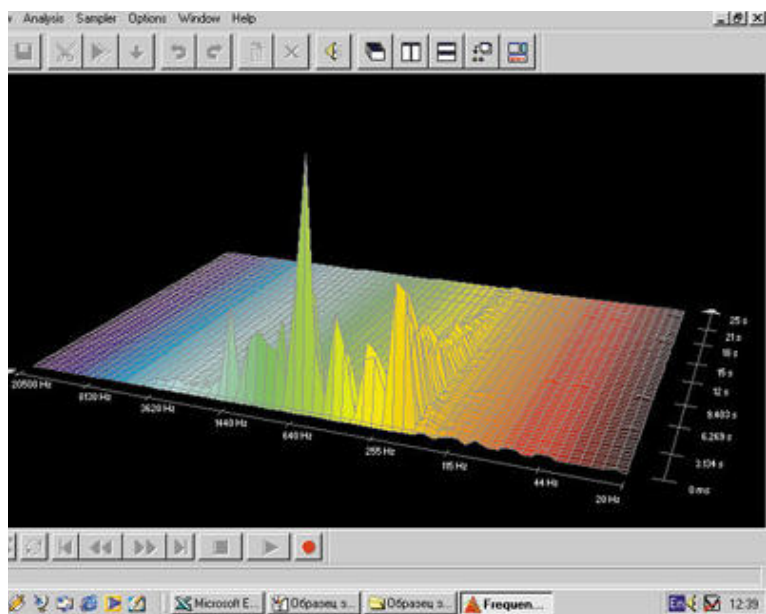 Analysis Sampler Options Window Help
25 s
21 s
18 s
15 s
12 s
9.403 s
6.269 s
3.134 s
0 ms
20500 Hz 8130 Hz 3620 Hz 1440 Hz 640 Hz 255 Hz 115 Hz 44 Hz 20 Hz
Microsoft E... Образец з... Образец з... Frequen... En 12:39